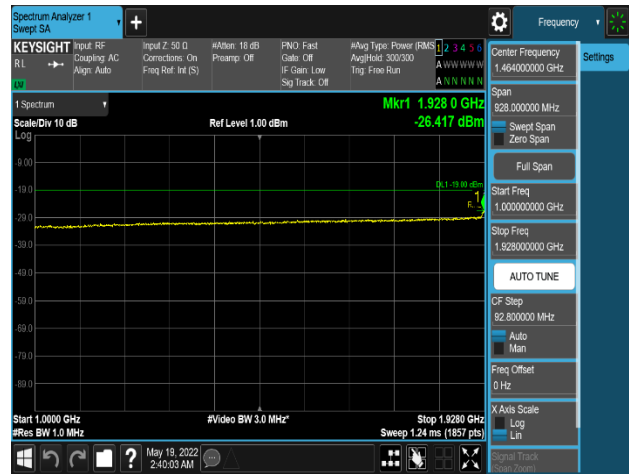 Spectrum Analyzer 1
Swept SA
Frequency
KEYSIGHT
R L
LXI
Input: RF
Coupling: AC
Align: Auto
Input Z: 50 Ω
Corrections: On
Freq Ref: Int (S)
#Atten: 18 dB
Preamp: Off
PNO: Fast
Gate: Off
IF Gain: Low
Sig Track: Off
#Avg Type: Power (RMS
Avg|Hold: 300/300
Trig: Free Run
1 2 3 4 5 6
A W W W W W
A N N N N N
1 Spectrum
Scale/Div 10 dB
Ref Level 1.00 dBm
Mkr1 1.928 0 GHz
-26.417 dBm
Log
-9.00
-19.0
-29.0
-39.0
-49.0
-59.0
-69.0
-79.0
-89.0
DL1 -19.00 dBm
1
Start 1.0000 GHz
#Res BW 1.0 MHz
#Video BW 3.0 MHz*
Stop 1.9280 GHz
Sweep 1.24 ms (1857 pts)
Center Frequency
1.464000000 GHz
Settings
Span
928.000000 MHz
Swept Span
Zero Span
Full Span
Start Freq
1.000000000 GHz
Stop Freq
1.928000000 GHz
AUTO TUNE
CF Step
92.800000 MHz
Auto
Man
Freq Offset
0 Hz
X Axis Scale
Log
Lin
Signal Track
(Span Zoom)
?
May 19, 2022
2:40:03 AM